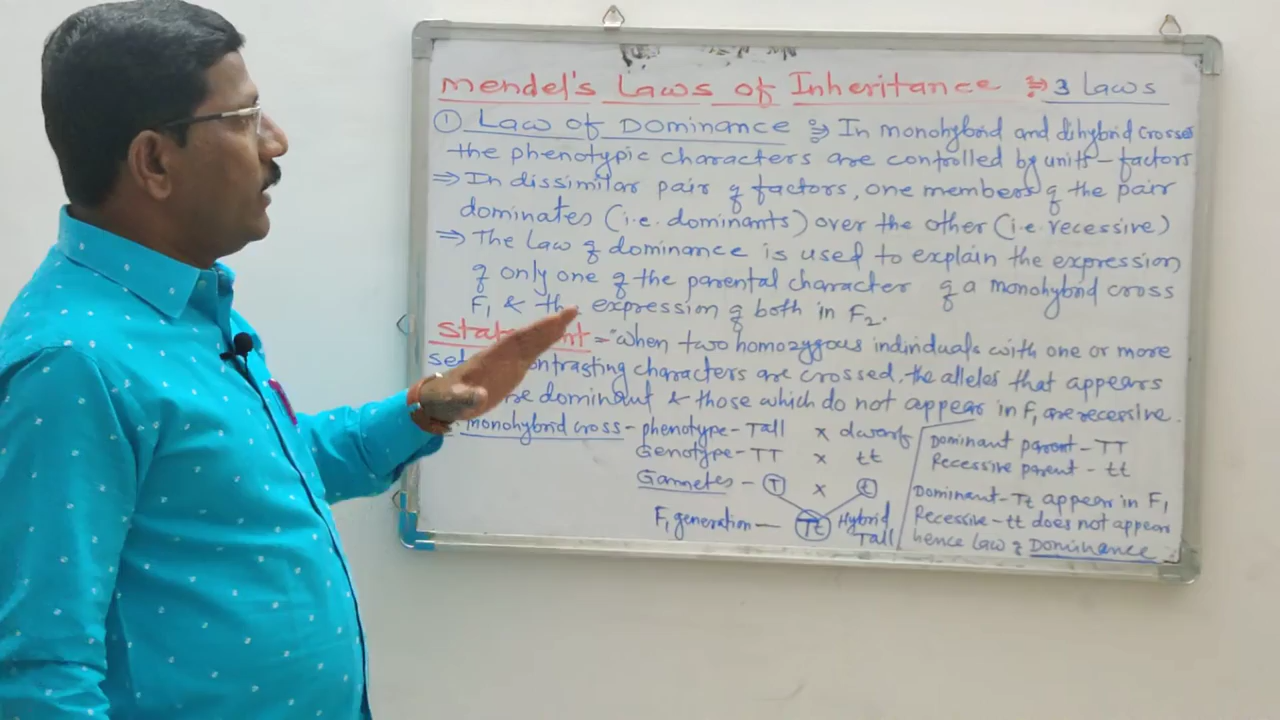 Mendel's Laws of Inheritance ⇒ 3 Laws
① Law of Dominance ⇒ In monohybrid and dihybrid crosses
the phenotypic characters are controlled by units - factors
⇒ In dissimilar pair of factors, one members of the pair
dominates (i.e. dominants) over the other (i.e. recessive)
⇒ The Law of dominance is used to explain the expression
of only one of the parental character of a monohybrid cross
F₁ & the expression of both in F₂.
Statement = "When two homozygous individuals with one or more
contrasting characters are crossed, the alleles that appears
dominant & those which do not appear in F₁ are recessive.
monohybrid cross - phenotype - Tall x dwarf
Genotype - TT x tt
Gametes - T x t
F₁ generation — Tt Hybrid Tall
Dominant parent - TT
Recessive parent - tt
Dominant - Tt appear in F₁
Recessive - tt does not appear
hence Law of Dominance